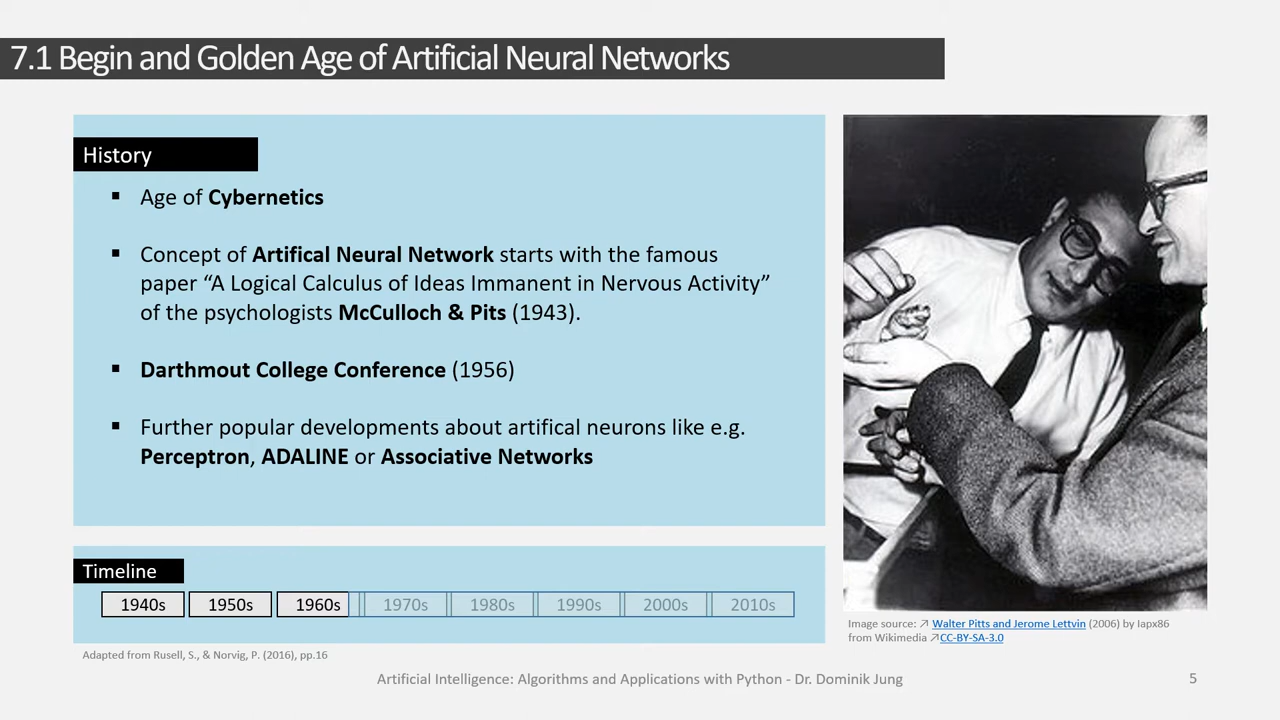 7.1 Begin and Golden Age of Artificial Neural Networks
History
▪ Age of Cybernetics
▪ Concept of Artifical Neural Network starts with the famous
paper “A Logical Calculus of Ideas Immanent in Nervous Activity”
of the psychologists McCulloch & Pits (1943).
▪ Darthmout College Conference (1956)
▪ Further popular developments about artifical neurons like e.g.
Perceptron, ADALINE or Associative Networks
Timeline
1940s 1950s 1960s 1970s 1980s 1990s 2000s 2010s
Adapted from Rusell, S., & Norvig, P. (2016), pp.16
Image source: ↗ Walter Pitts and Jerome Lettvin (2006) by Iapx86
from Wikimedia ↗CC-BY-SA-3.0
Artificial Intelligence: Algorithms and Applications with Python - Dr. Dominik Jung
5